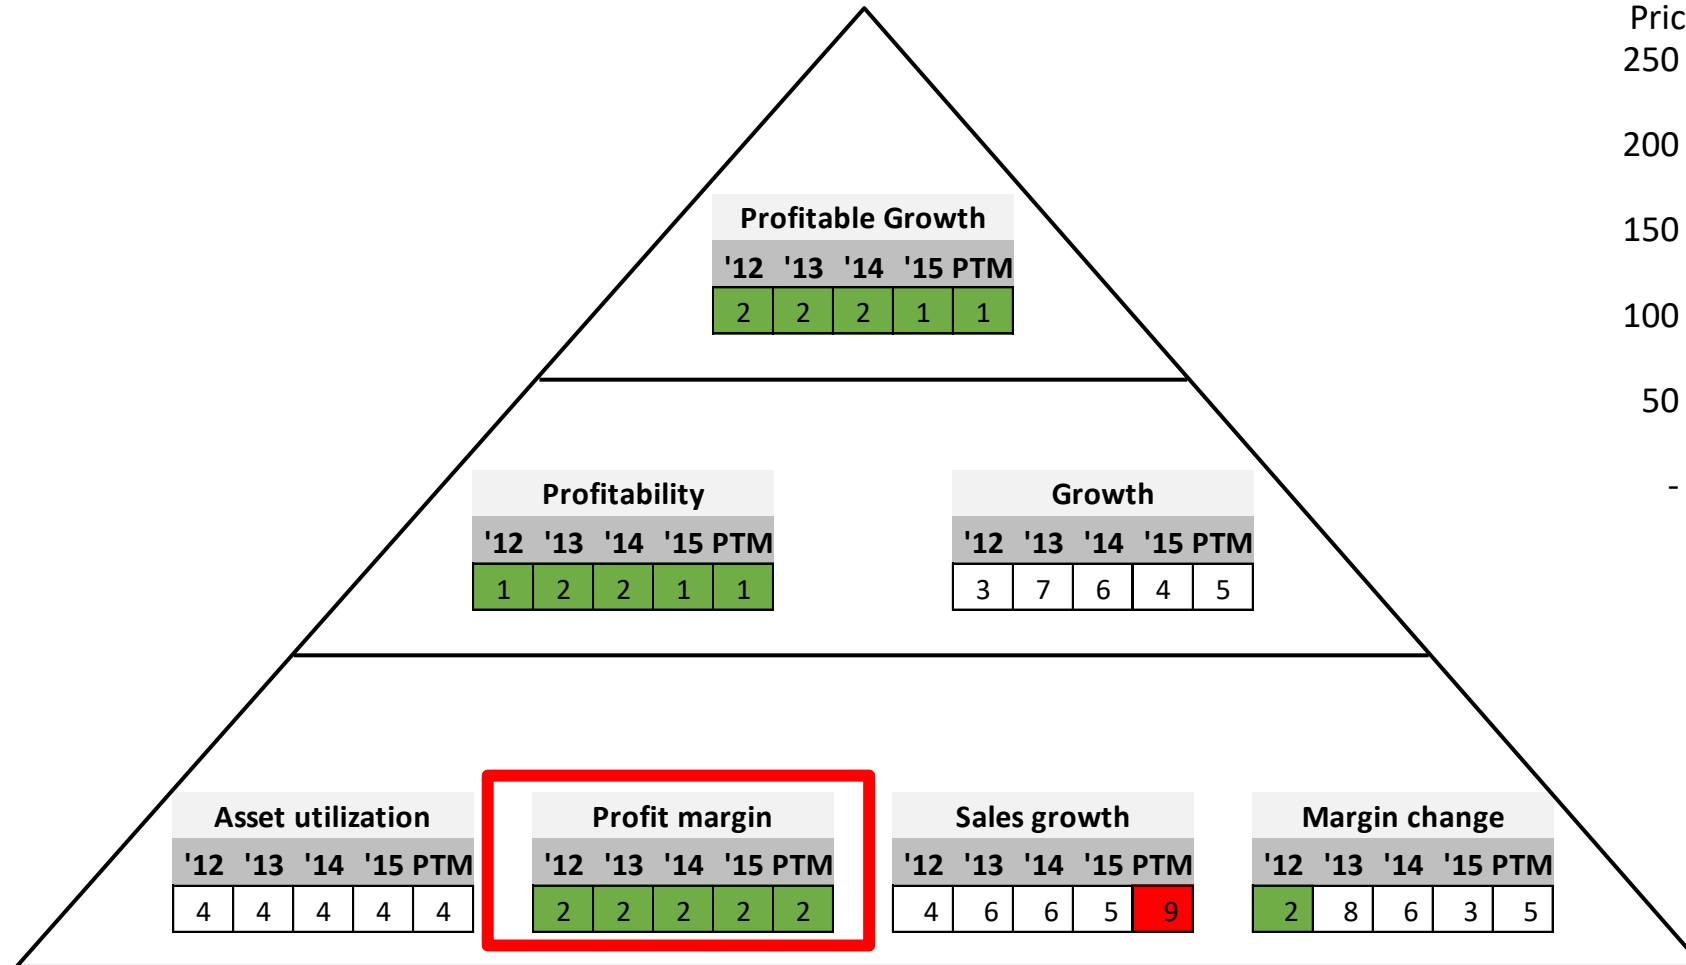 Pric
250
200
150
100
50
-
Profitable Growth
'12 '13 '14 '15 PTM
2 2 2 1 1
Profitability
'12 '13 '14 '15 PTM
1 2 2 1 1
Growth
'12 '13 '14 '15 PTM
3 7 6 4 5
Asset utilization
'12 '13 '14 '15 PTM
4 4 4 4 4
Profit margin
'12 '13 '14 '15 PTM
2 2 2 2 2
Sales growth
'12 '13 '14 '15 PTM
4 6 6 5 9
Margin change
'12 '13 '14 '15 PTM
2 8 6 3 5